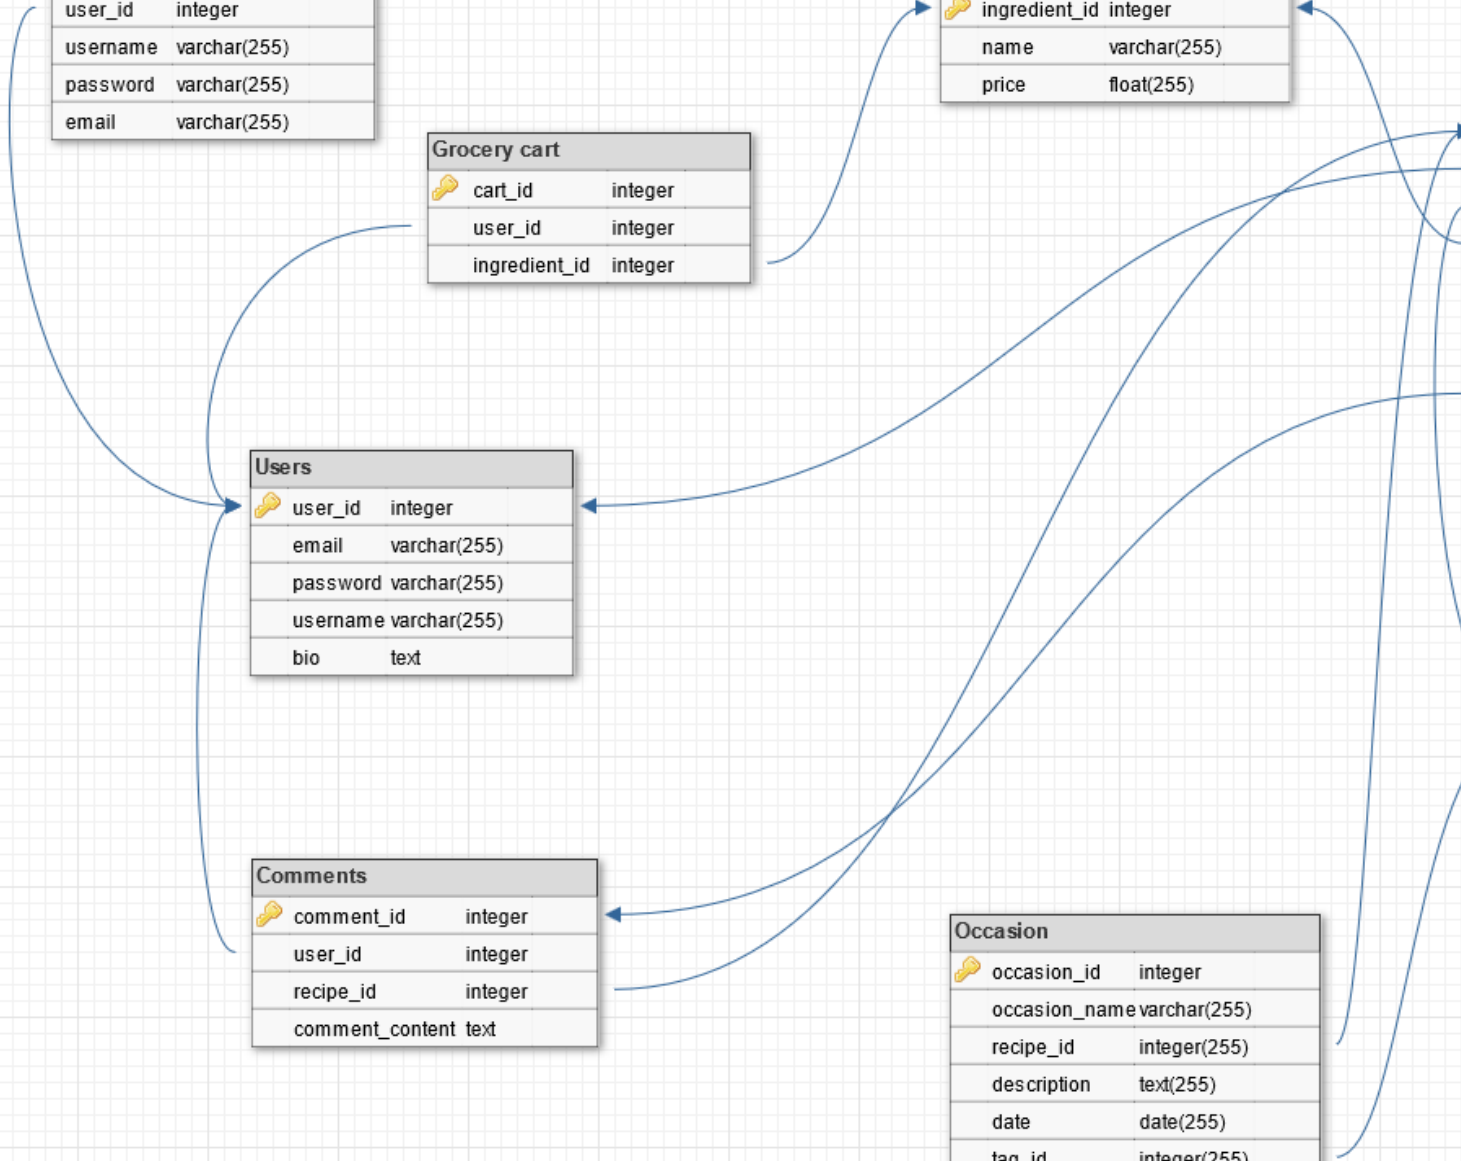 user_id integer
username varchar(255)
password varchar(255)
email varchar(255)
ingredient_id integer
name varchar(255)
price float(255)
Grocery cart
cart_id integer
user_id integer
ingredient_id integer
Users
user_id integer
email varchar(255)
password varchar(255)
username varchar(255)
bio text
Comments
comment_id integer
user_id integer
recipe_id integer
comment_content text
Occasion
occasion_id integer
occasion_name varchar(255)
recipe_id integer(255)
description text(255)
date date(255)
tag_id integer(255)